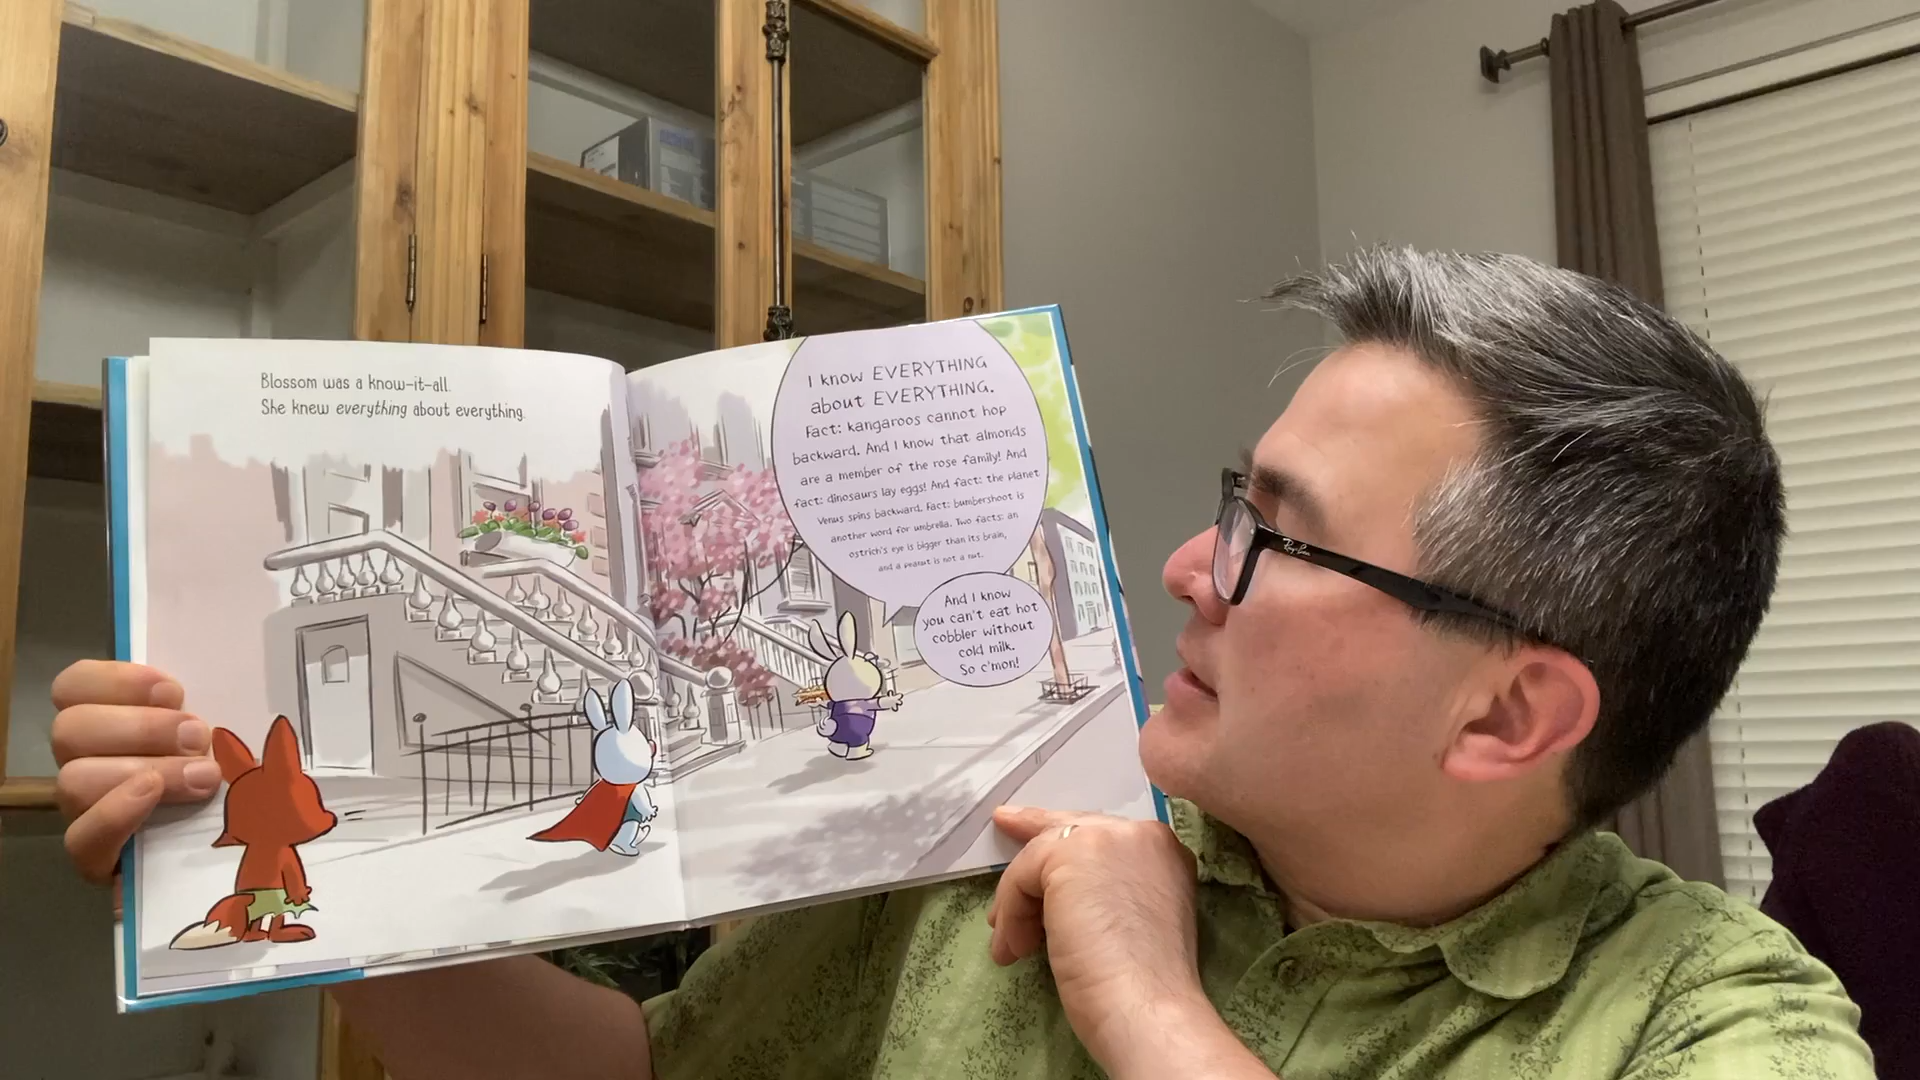 Blossom was a know-it-all.
She knew everything about everything.
I know EVERYTHING
about EVERYTHING.
Fact: kangaroos cannot hop
backward. And I know that almonds
are a member of the rose family! And
fact: dinosaurs lay eggs! And fact: the planet
Venus spins backward. Fact: bumbershoot is
another word for umbrella. Two facts: an
ostrich's eye is bigger than its brain,
and a peanut is not a nut.
And I know
you can't eat hot
cobbler without
cold milk.
So c'mon!
Ray-Ban